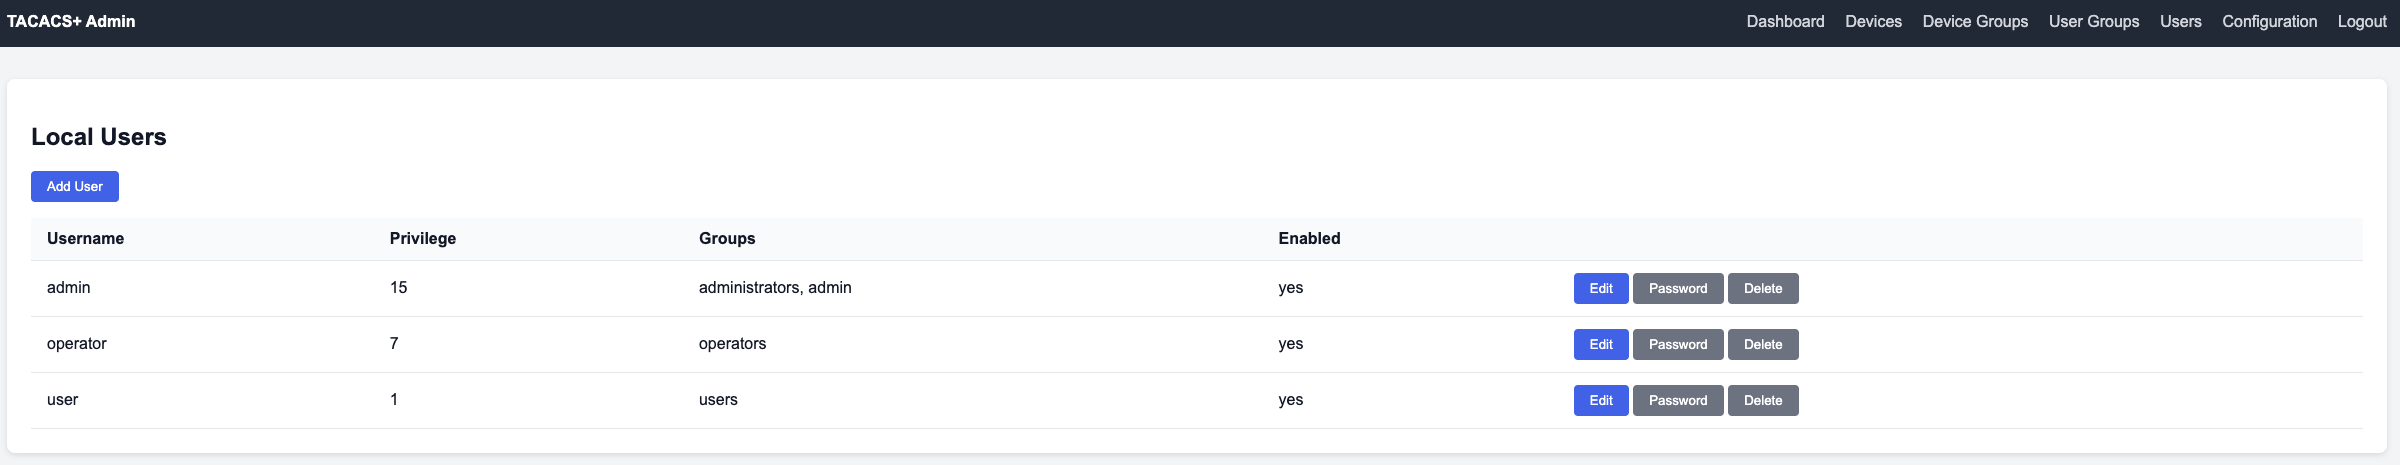 TACACS+ Admin Dashboard Devices Device Groups User Groups Users Configuration Logout
Local Users
Add User
Username Privilege Groups Enabled
admin 15 administrators, admin yes Edit Password Delete
operator 7 operators yes Edit Password Delete
user 1 users yes Edit Password Delete